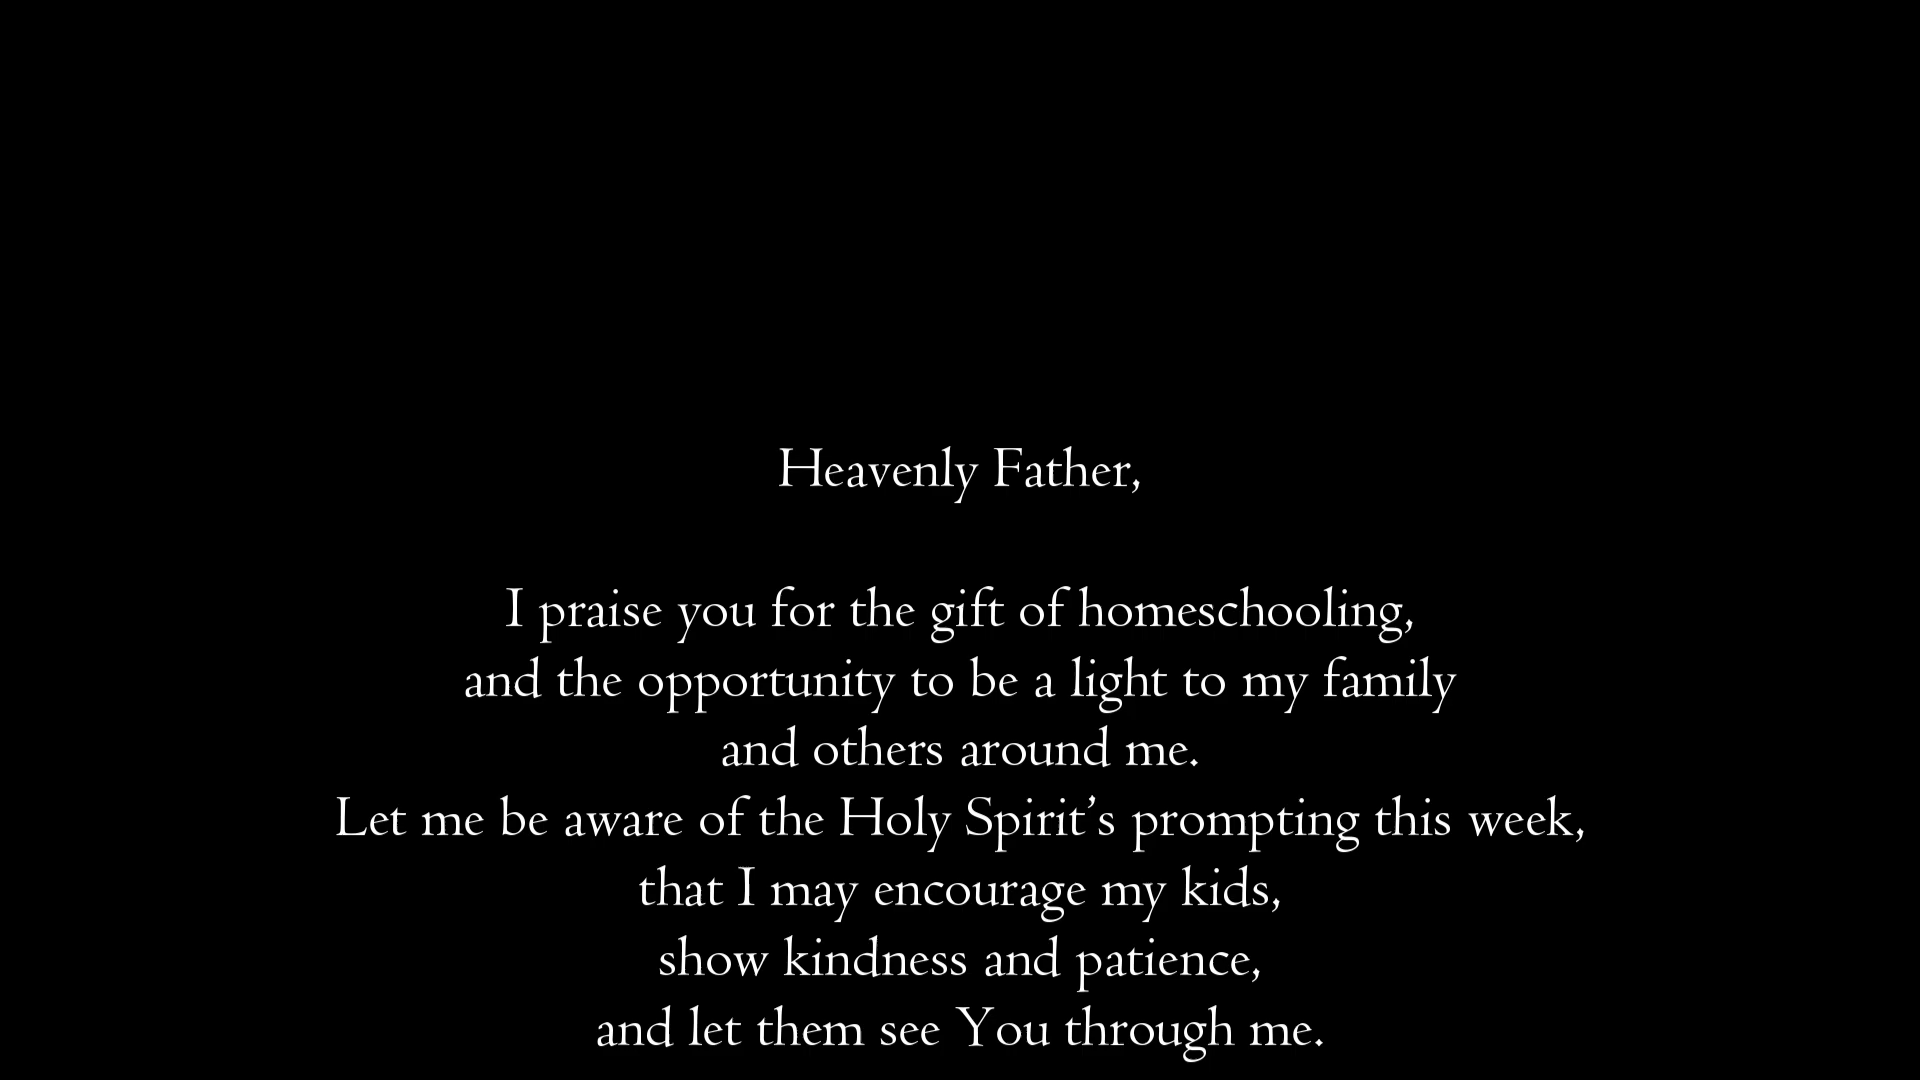 Heavenly Father,
I praise you for the gift of homeschooling,
and the opportunity to be a light to my family
and others around me.
Let me be aware of the Holy Spirit’s prompting this week,
that I may encourage my kids,
show kindness and patience,
and let them see You through me.